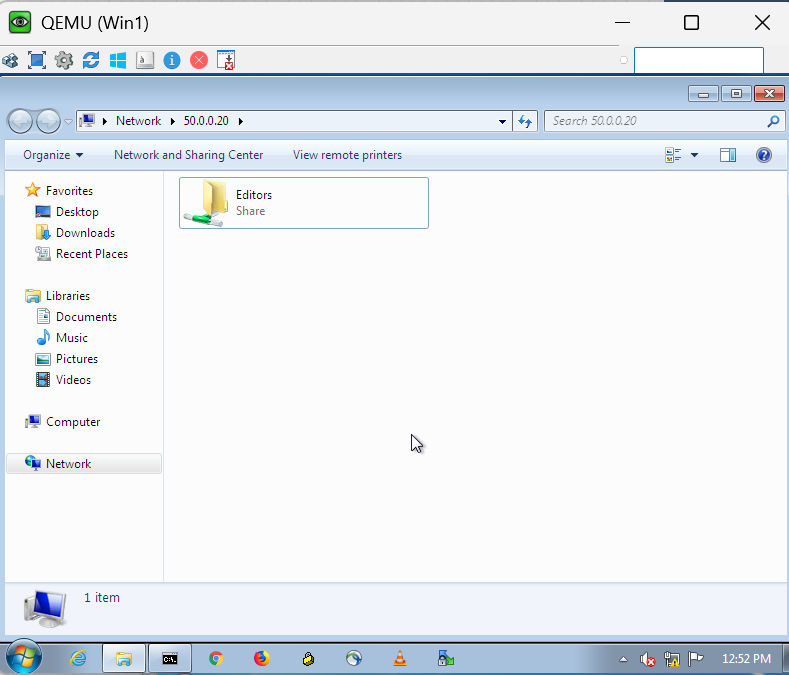 QEMU (Win1)
Network 50.0.0.20
Search 50.0.0.20
Organize Network and Sharing Center View remote printers
Favorites
Desktop
Downloads
Recent Places
Libraries
Documents
Music
Pictures
Videos
Computer
Network
Editors
Share
1 item
12:52 PM